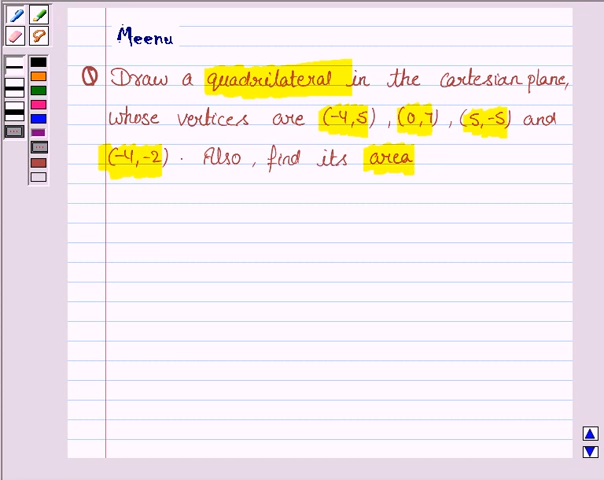 Meenu
Q Draw a quadrilateral in the cartesian plane,
whose vertices are (-4,5), (0,7), (5,-5) and
(-4,-2). Also, find its area